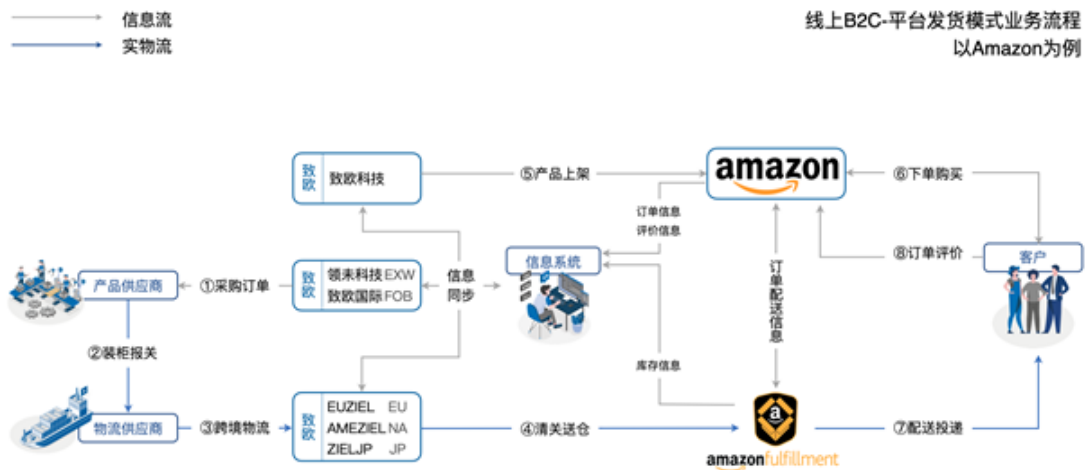 信息流
实物流
线上B2C-平台发货模式业务流程
以Amazon为例
致欧
致欧科技
⑤产品上架
amazon
⑥下单购买
订单信息
评价信息
⑧订单评价
产品供应商
①采购订单
致欧
领未科技 EXW
致欧国际 FOB
信息
同步
信息系统
订单配送信息
客户
②装柜报关
库存信息
物流供应商
③跨境物流
致欧
EUZIEL EU
AMEZIEL NA
ZIELJP JP
④清关送仓
a
amazonfulfillment
⑦配送投递